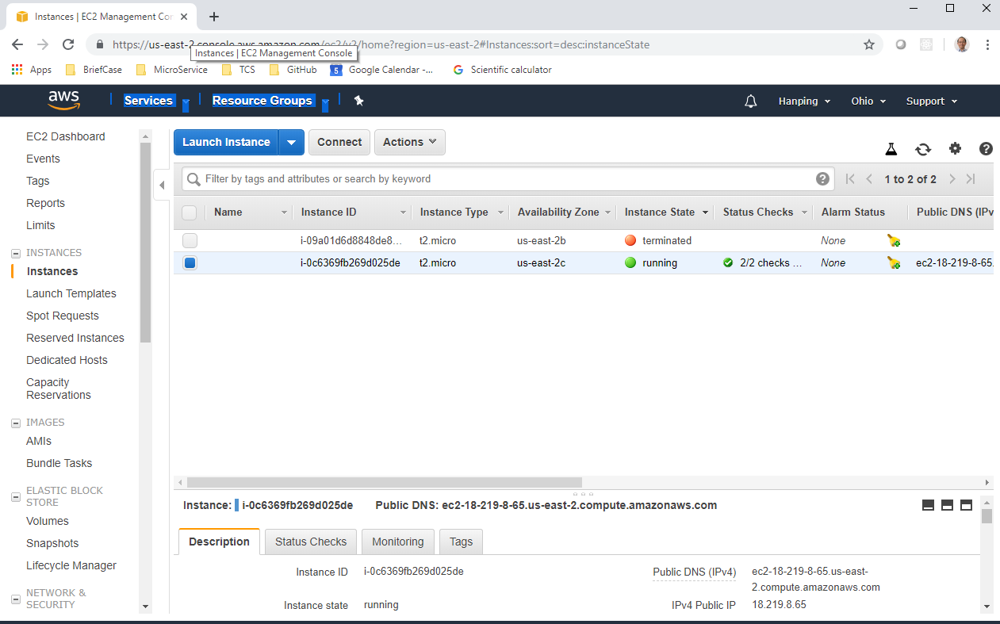 Instances | EC2 Management Con
https://us-east-2.console.aws.amazon.com/ec2/v2/home?region=us-east-2#Instances:sort=desc:instanceState
Instances | EC2 Management Console
Apps BriefCase MicroService TCS GitHub 5 Google Calendar -... G Scientific calculator
aws Services Resource Groups Hanping Ohio Support
EC2 Dashboard
Events
Tags
Reports
Limits
INSTANCES
Instances
Launch Templates
Spot Requests
Reserved Instances
Dedicated Hosts
Capacity
Reservations
IMAGES
AMIs
Bundle Tasks
ELASTIC BLOCK
STORE
Volumes
Snapshots
Lifecycle Manager
NETWORK &
SECURITY
Launch Instance Connect Actions
Filter by tags and attributes or search by keyword 1 to 2 of 2
Name Instance ID Instance Type Availability Zone Instance State Status Checks Alarm Status Public DNS (IPv
i-09a01d6d8848de8... t2.micro us-east-2b terminated None
i-0c6369fb269d025de t2.micro us-east-2c running 2/2 checks ... None ec2-18-219-8-65.
Instance: i-0c6369fb269d025de Public DNS: ec2-18-219-8-65.us-east-2.compute.amazonaws.com
Description Status Checks Monitoring Tags
Instance ID i-0c6369fb269d025de Public DNS (IPv4) ec2-18-219-8-65.us-east-
2.compute.amazonaws.com
Instance state running IPv4 Public IP 18.219.8.65